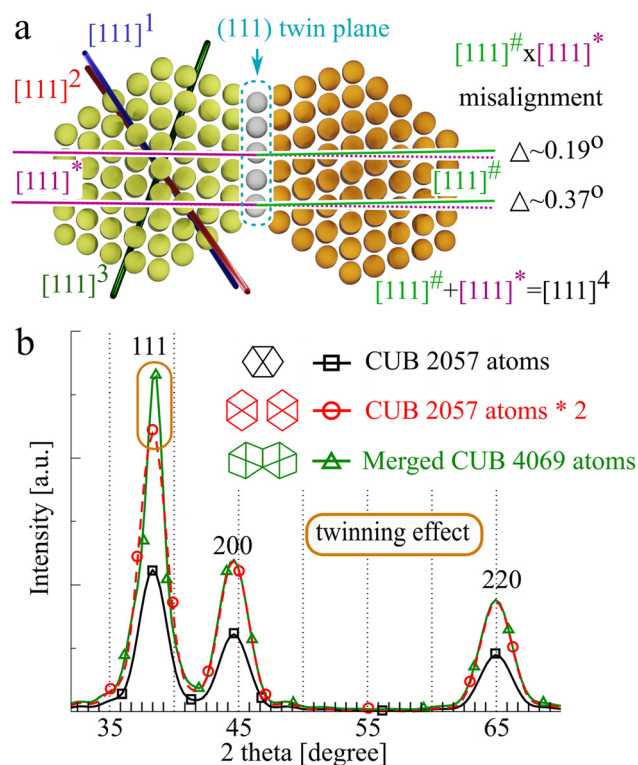 a
(111) twin plane
[111]¹
[111]²
[111]#x[111]*
misalignment
△~0.19°
[111]*
[111]#
△~0.37°
[111]³
[111]#+[111]*=[111]⁴
b
111
CUB 2057 atoms
CUB 2057 atoms * 2
Merged CUB 4069 atoms
200
twinning effect
220
Intensity [a.u.]
35 45 55 65
2 theta [degree]